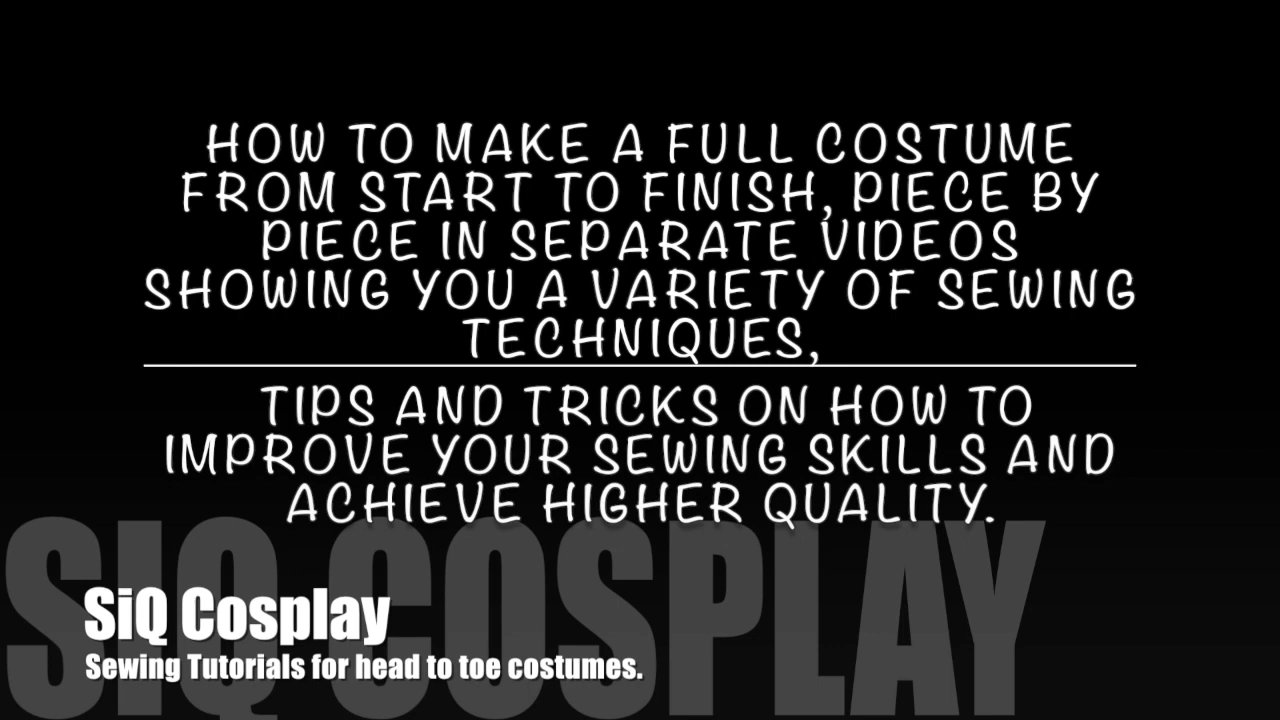 HOW TO MAKE A FULL COSTUME
FROM START TO FINISH, PIECE BY
PIECE IN SEPARATE VIDEOS
SHOWING YOU A VARIETY OF SEWING
TECHNIQUES,
TIPS AND TRICKS ON HOW TO
IMPROVE YOUR SEWING SKILLS AND
ACHIEVE HIGHER QUALITY.
SIQ COSPLAY
SiQ Cosplay
Sewing Tutorials for head to toe costumes.